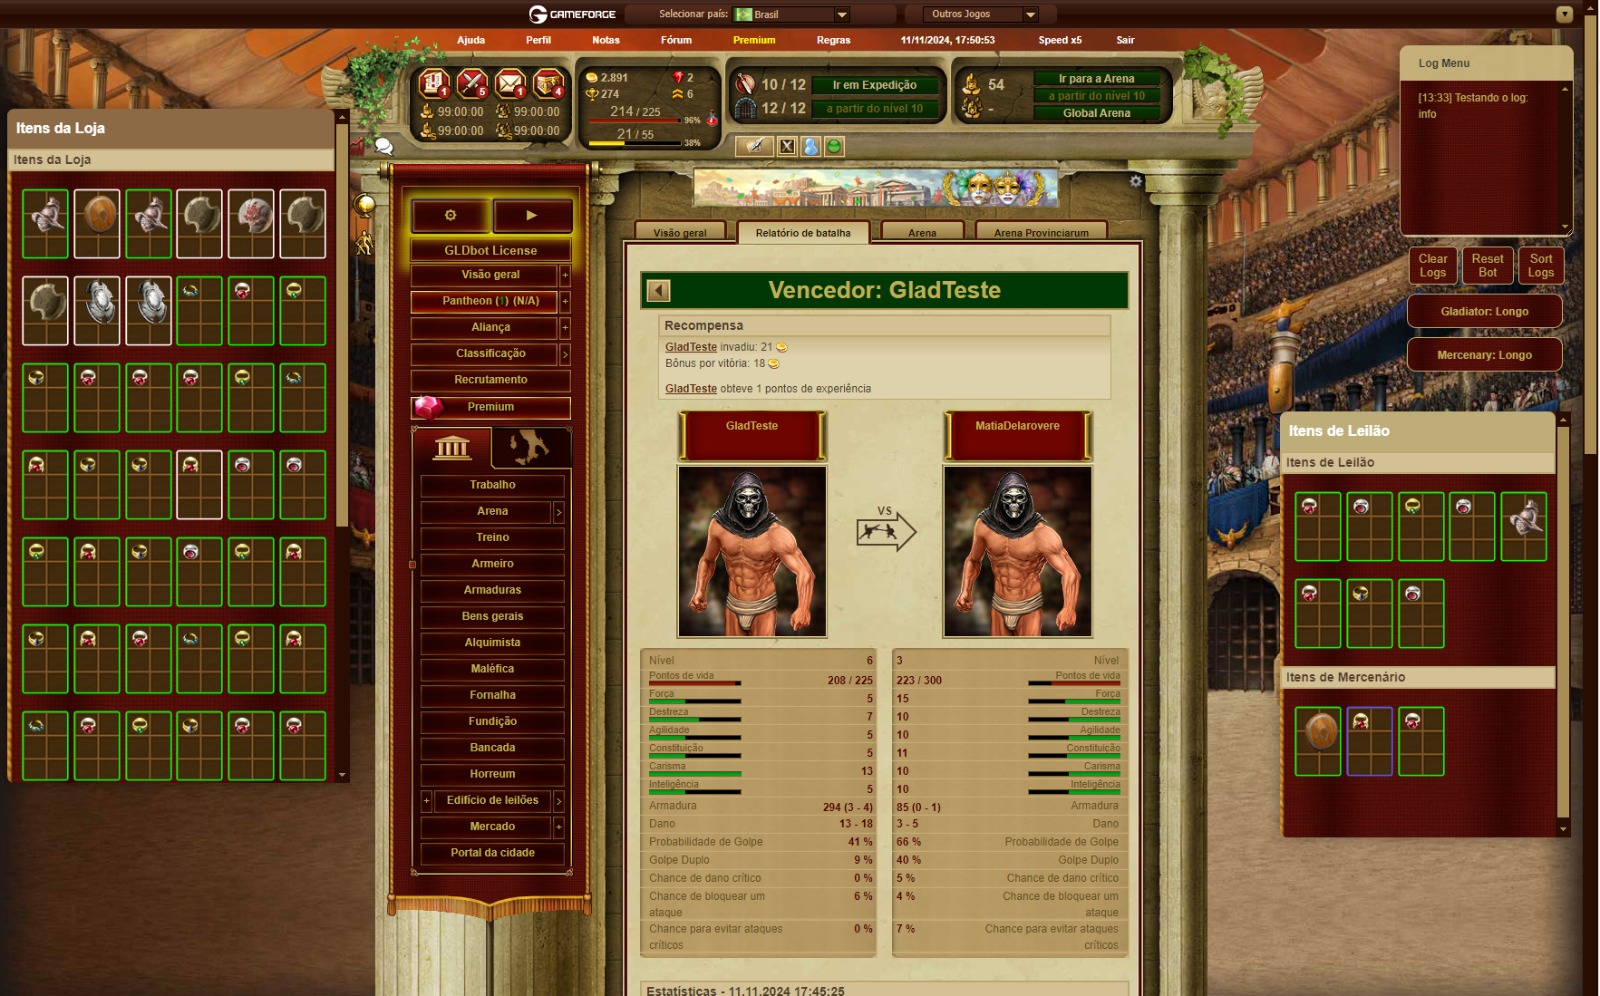 GAMEFORGE
Selecionar país:
Brasil
Outros Jogos
Ajuda
Perfil
Notas
Fórum
Premium
Regras
11/11/2024, 17:50:53
Speed x5
Sair
1
5
1
4
99:00:00
99:00:00
99:00:00
99:00:00
2.891
2
274
6
214 / 225
96%
21 / 55
38%
10 / 12
Ir em Expedição
12 / 12
a partir do nível 10
54
-
Ir para a Arena
a partir do nível 10
Global Arena
Itens da Loja
Itens da Loja
GLDbot License
Visão geral
+
Pantheon (1) (N/A)
+
Aliança
+
Classificação
>
Recrutamento
Premium
Trabalho
Arena
>
Treino
Armeiro
Armaduras
Bens gerais
Alquimista
Maléfica
Fornalha
Fundição
Bancada
Horreum
+
Edifício de leilões
>
Mercado
+
Portal da cidade
Visão geral
Relatório de batalha
Arena
Arena Provinciarum
Vencedor: GladTeste
Recompensa
GladTeste invadiu: 21
Bônus por vitória: 18
GladTeste obteve 1 pontos de experiência
GladTeste
MatiaDelarovere
VS
Nível 6 3 Nível
Pontos de vida 208 / 225 223 / 300 Pontos de vida
Força 5 15 Força
Destreza 7 10 Destreza
Agilidade 5 10 Agilidade
Constituição 5 11 Constituição
Carisma 13 10 Carisma
Inteligência 5 10 Inteligência
Armadura 294 (3 - 4) 85 (0 - 1) Armadura
Dano 13 - 18 3 - 5 Dano
Probabilidade de Golpe 41 % 66 % Probabilidade de Golpe
Golpe Duplo 9 % 40 % Golpe Duplo
Chance de dano crítico 0 % 5 % Chance de dano crítico
Chance de bloquear um 6 % 4 % Chance de bloquear um
ataque ataque
Chance para evitar ataques 0 % 7 % Chance para evitar ataques
críticos críticos
Estatísticas - 11.11.2024 17:45:25
Log Menu
[13:33] Testando o log:
info
Clear
Logs
Reset
Bot
Sort
Logs
Gladiator: Longo
Mercenary: Longo
Itens de Leilão
Itens de Leilão
Itens de Mercenário